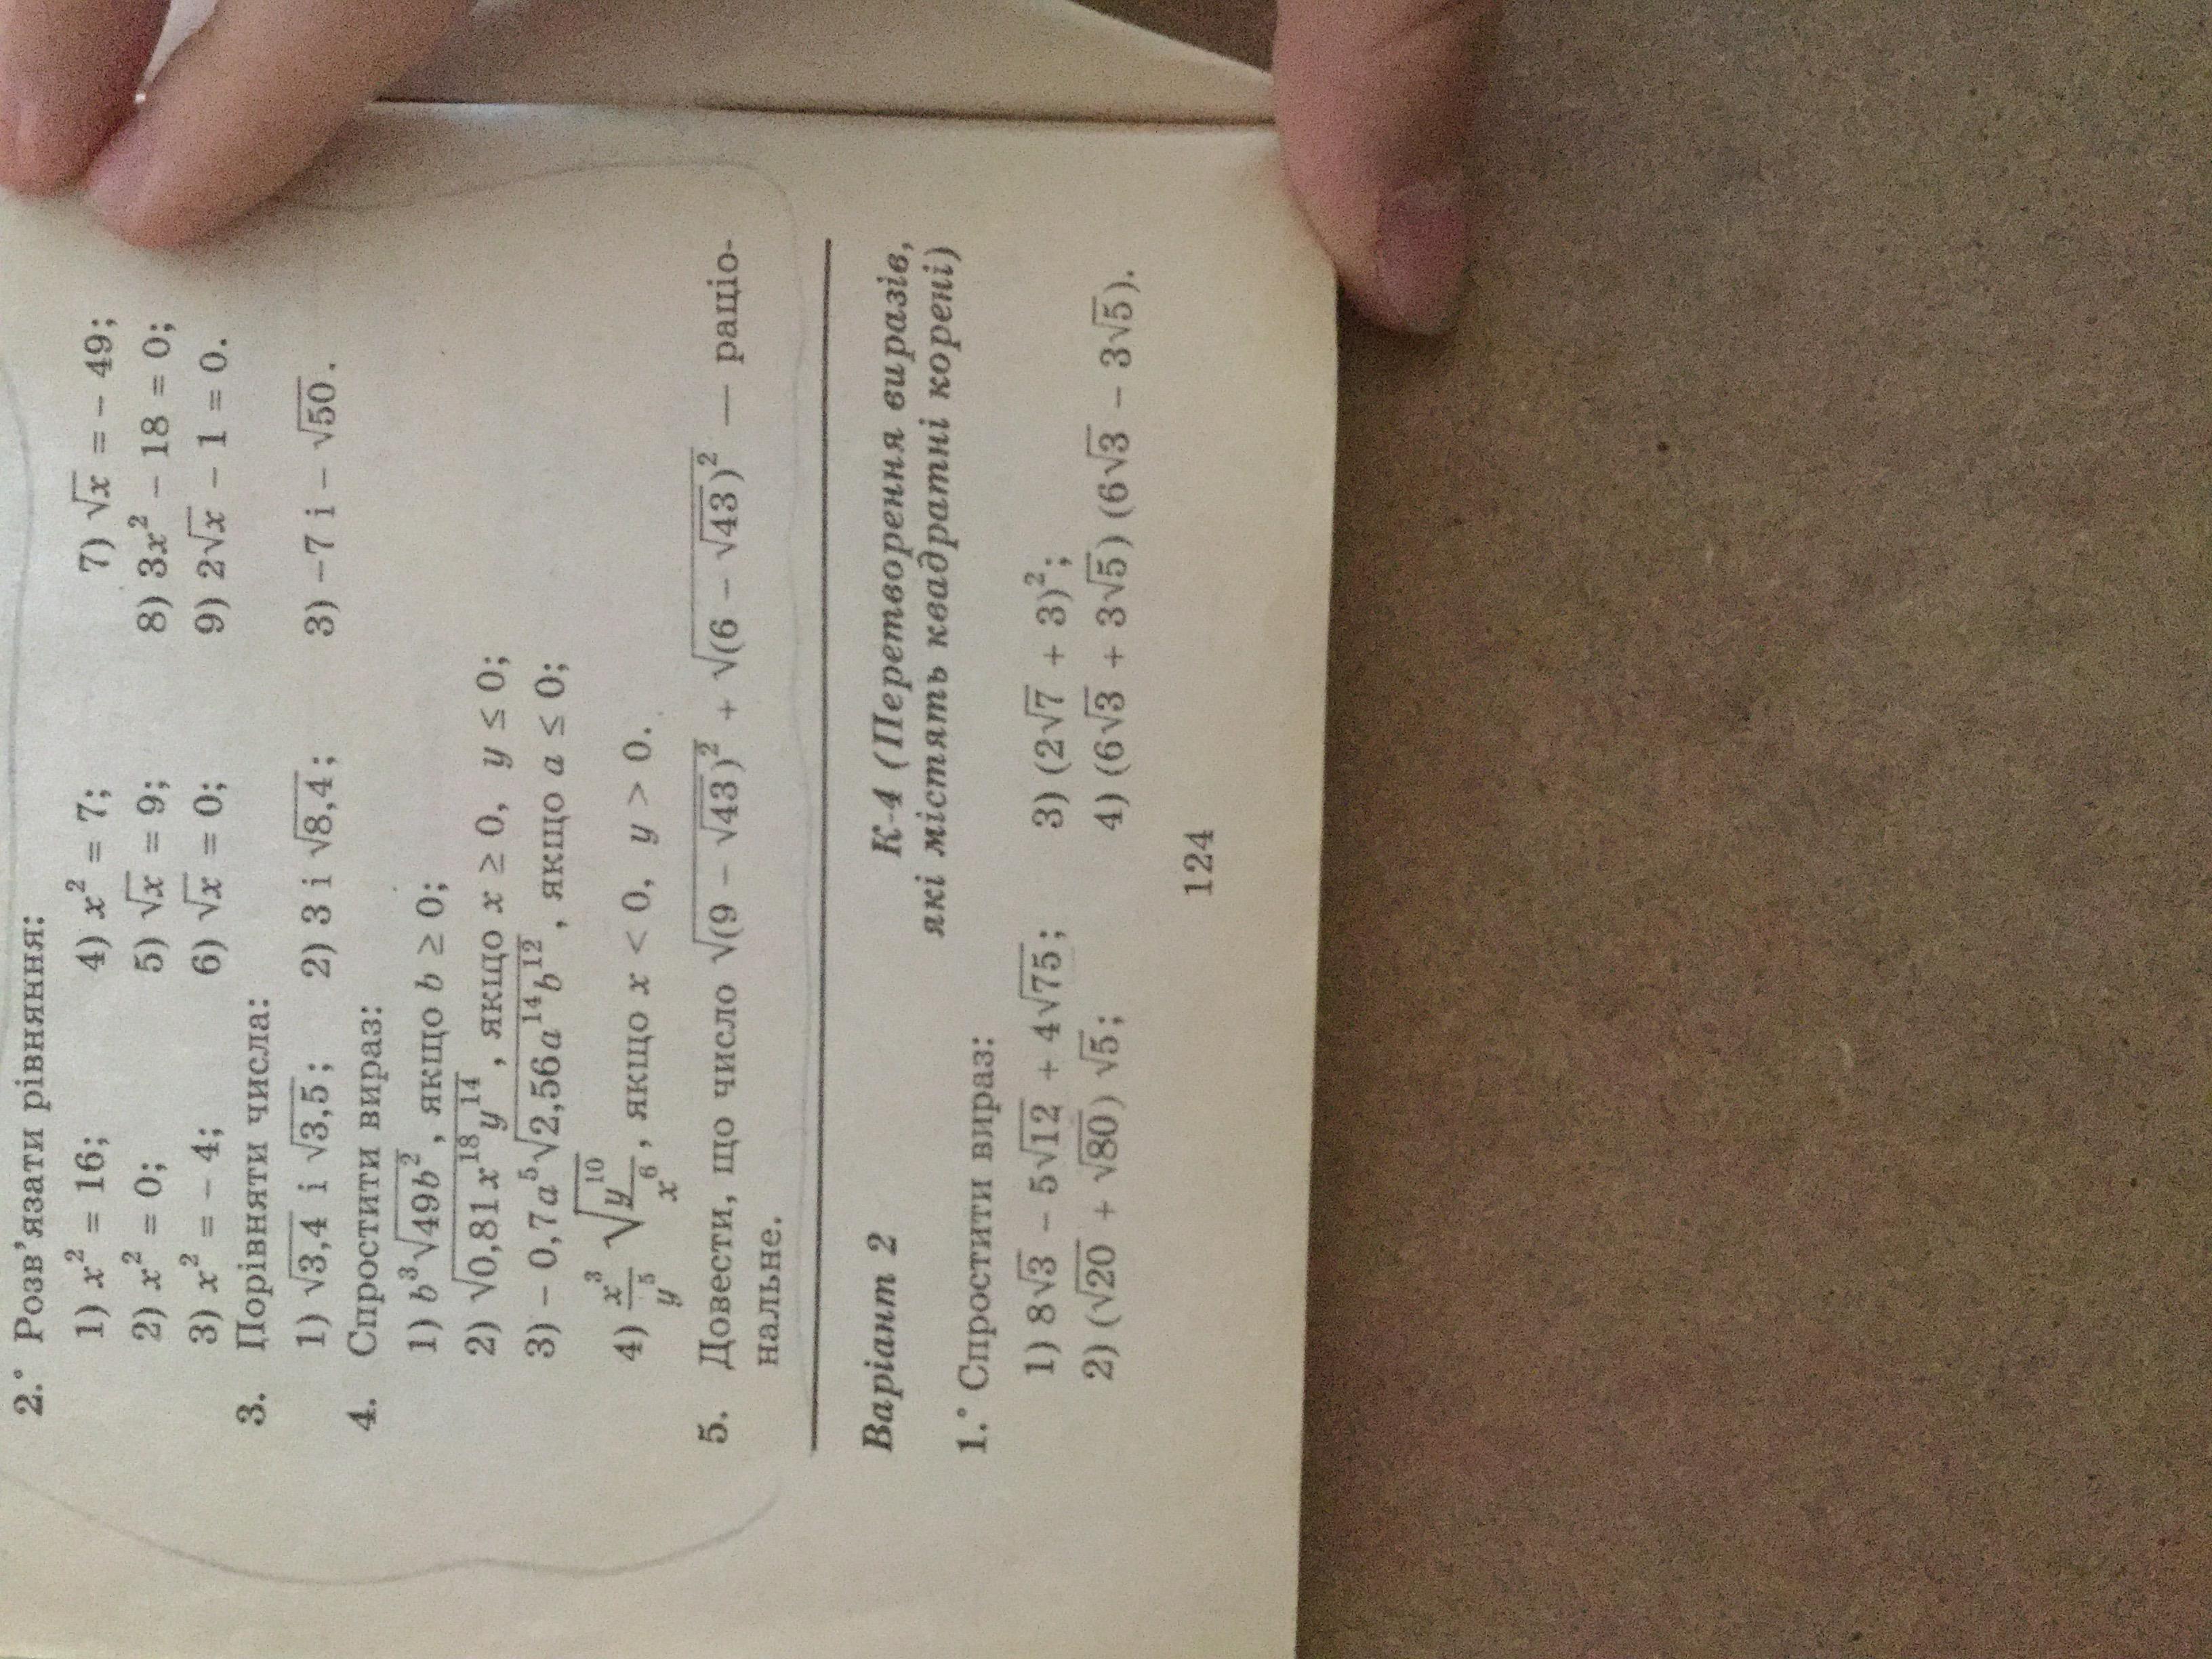 2.° Розв'язати рівняння:
1) x² = 16; 4) x² = 7; 7) √x = − 49;
2) x² = 0; 5) √x = 9; 8) 3x² − 18 = 0;
3) x² = − 4; 6) √x = 0; 9) 2√x − 1 = 0.
3. Порівняти числа:
1) √3,4 і √3,5; 2) 3 і √8,4; 3) −7 і − √50.
4. Спростити вираз:
1) b³√(49b²), якщо b ≥ 0;
2) √(0,81x¹⁸y¹⁴), якщо x ≥ 0, y ≤ 0;
3) − 0,7a⁵√(2,56a¹⁴b¹²), якщо a ≤ 0;
4) x³/y⁵ √(y¹⁰/x⁶), якщо x < 0, y > 0.
5. Довести, що число √((9 − √43)²) + √((6 − √43)²) — раціо-
нальне.
Варіант 2 К-4 (Перетворення виразів,
які містять квадратні корені)
1.° Спростити вираз:
1) 8√3 − 5√12 + 4√75; 3) (2√7 + 3)²;
2) (√20 + √80) √5; 4) (6√3 + 3√5) (6√3 − 3√5).
124